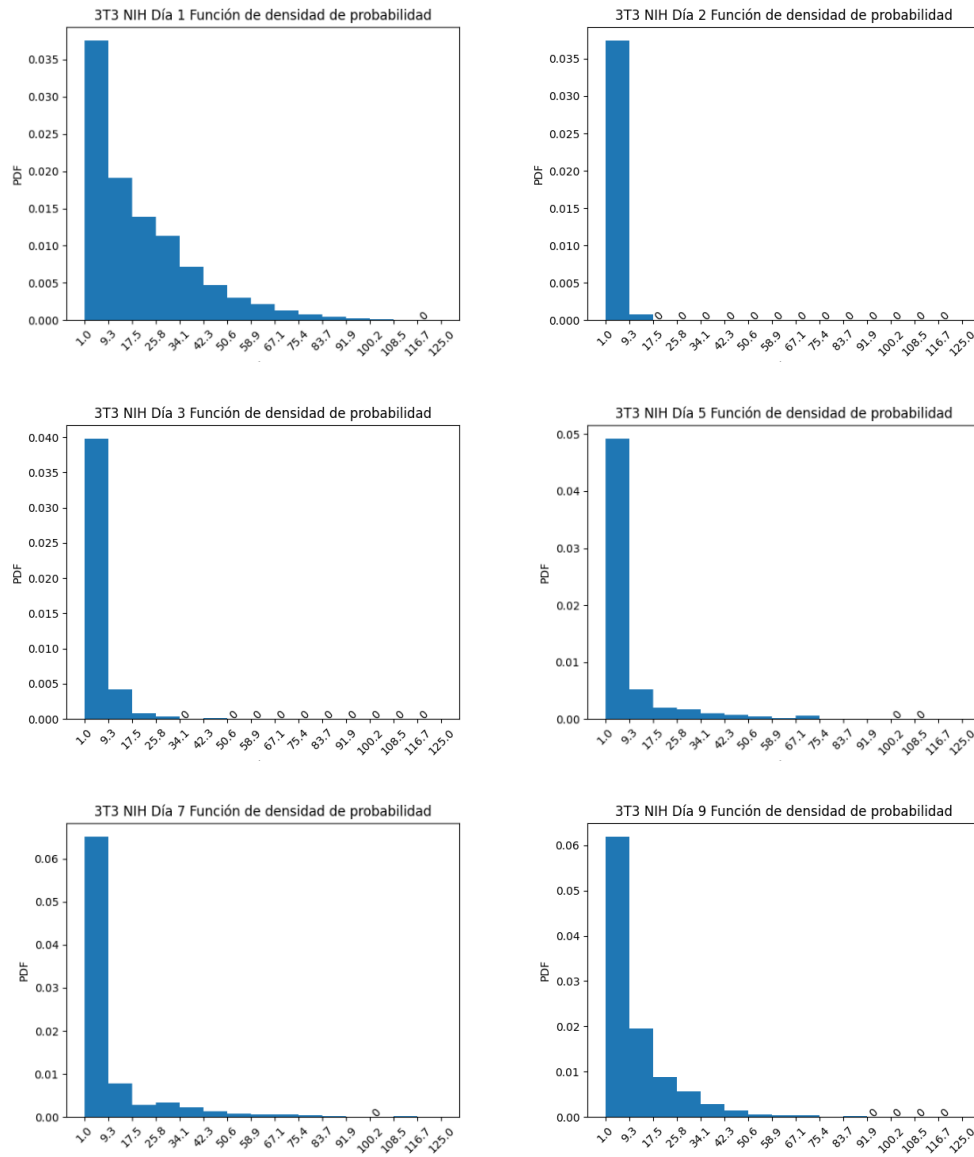 3T3 NIH Día 1 Función de densidad de probabilidad
PDF
0.035
0.030
0.025
0.020
0.015
0.010
0.005
0.000
0
1.0 9.3 17.5 25.8 34.1 42.3 50.6 58.9 67.1 75.4 83.7 91.9 100.2 108.5 116.7 125.0
3T3 NIH Día 2 Función de densidad de probabilidad
PDF
0.035
0.030
0.025
0.020
0.015
0.010
0.005
0.000
0 0 0 0 0 0 0 0 0 0 0 0 0
1.0 9.3 17.5 25.8 34.1 42.3 50.6 58.9 67.1 75.4 83.7 91.9 100.2 108.5 116.7 125.0
3T3 NIH Día 3 Función de densidad de probabilidad
PDF
0.040
0.035
0.030
0.025
0.020
0.015
0.010
0.005
0.000
0 0 0 0 0 0 0 0 0 0
1.0 9.3 17.5 25.8 34.1 42.3 50.6 58.9 67.1 75.4 83.7 91.9 100.2 108.5 116.7 125.0
3T3 NIH Día 5 Función de densidad de probabilidad
PDF
0.05
0.04
0.03
0.02
0.01
0.00
0 0
1.0 9.3 17.5 25.8 34.1 42.3 50.6 58.9 67.1 75.4 83.7 91.9 100.2 108.5 116.7 125.0
3T3 NIH Día 7 Función de densidad de probabilidad
PDF
0.06
0.05
0.04
0.03
0.02
0.01
0.00
0
1.0 9.3 17.5 25.8 34.1 42.3 50.6 58.9 67.1 75.4 83.7 91.9 100.2 108.5 116.7 125.0
3T3 NIH Día 9 Función de densidad de probabilidad
PDF
0.06
0.05
0.04
0.03
0.02
0.01
0.00
0 0 0 0
1.0 9.3 17.5 25.8 34.1 42.3 50.6 58.9 67.1 75.4 83.7 91.9 100.2 108.5 116.7 125.0